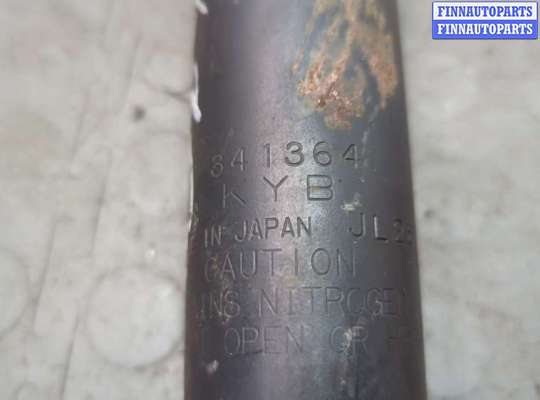 FINNAUTOPARTS
FINNAUTOPARTS
341364
KYB
IN JAPAN JL
CAUTION
NITROGEN
OPEN OR